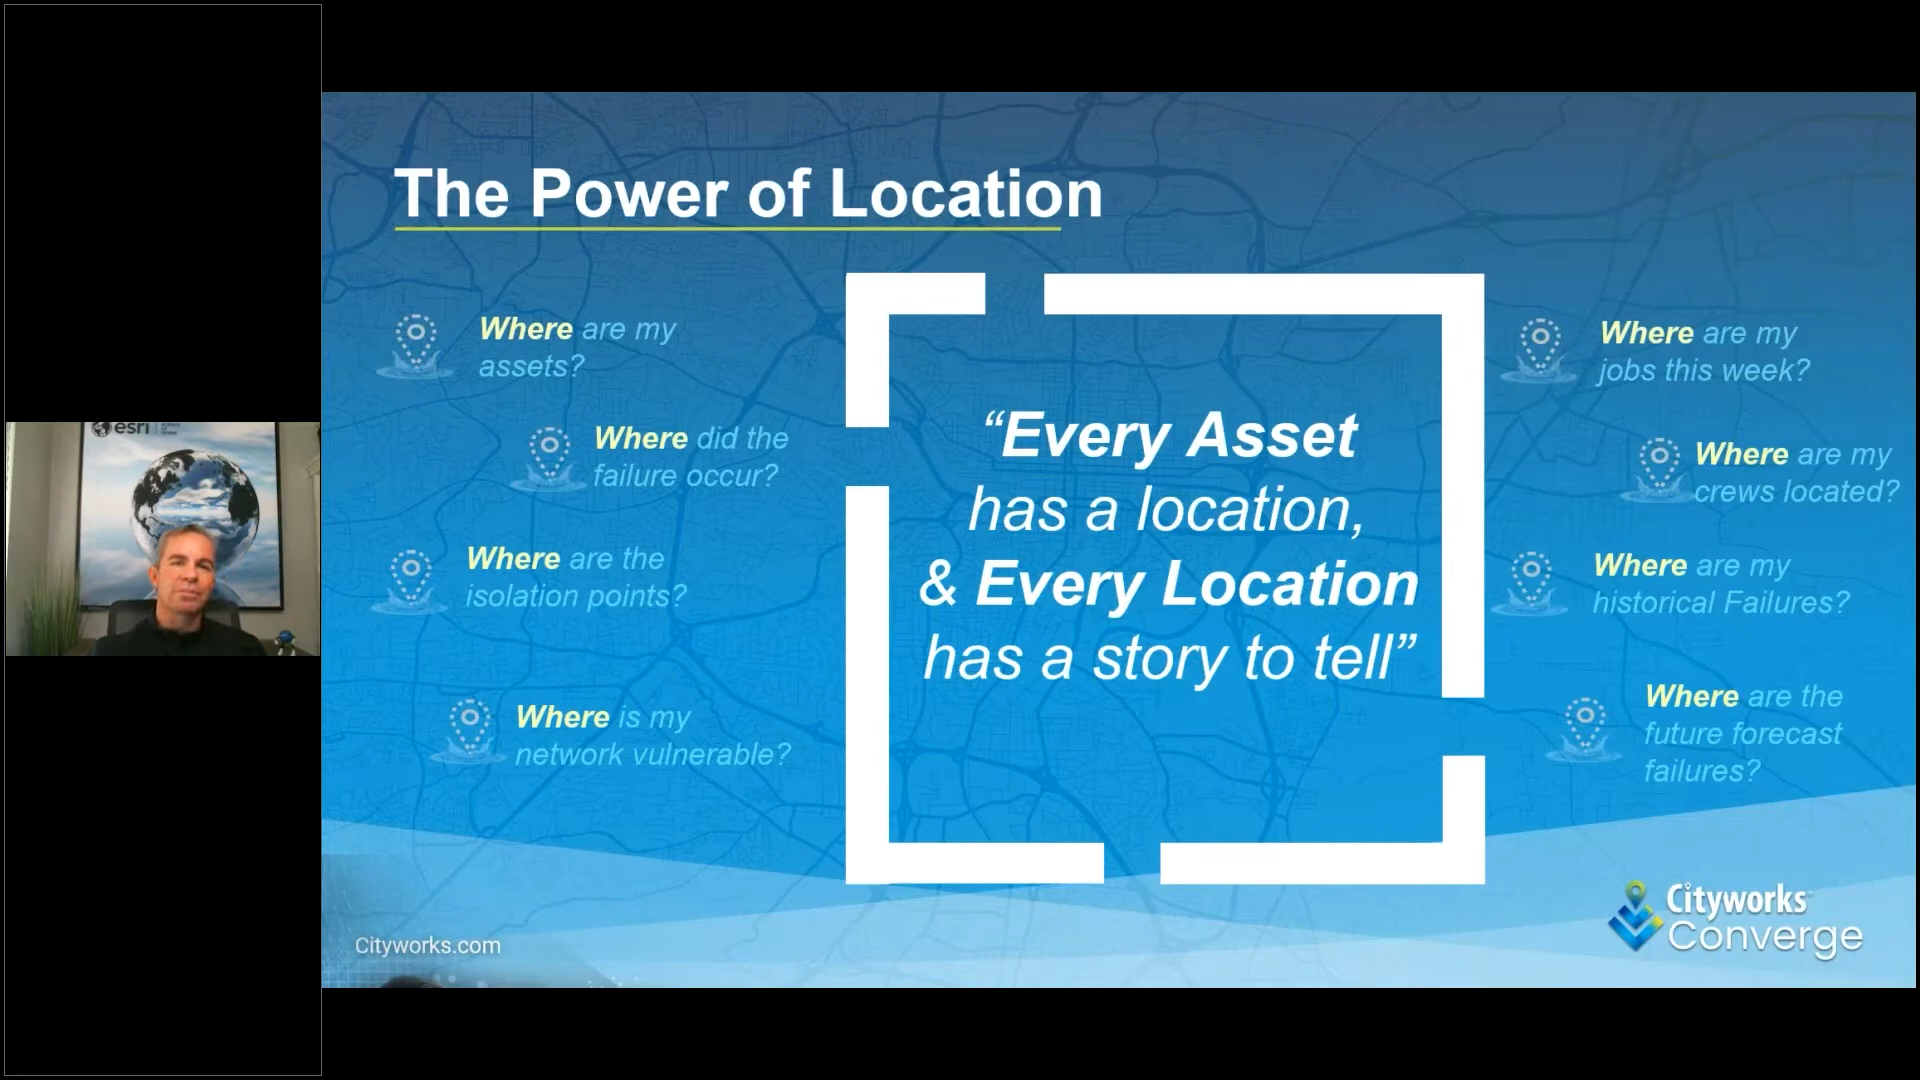 esri
The Power of Location
Where are my
assets?
Where did the
failure occur?
Where are the
isolation points?
Where is my
network vulnerable?
“Every Asset
has a location,
& Every Location
has a story to tell”
Where are my
jobs this week?
Where are my
crews located?
Where are my
historical Failures?
Where are the
future forecast
failures?
Cityworks.com
Cityworks
Converge